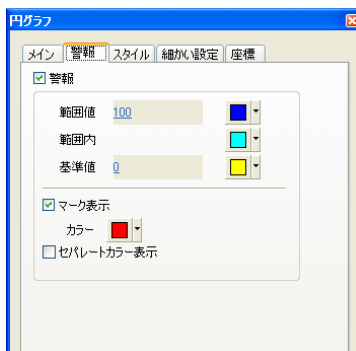 円グラフ
メイン 警報 スタイル 細かい設定 座標
警報
範囲値 100
範囲内
基準値 0
マーク表示
カラー
セパレートカラー表示